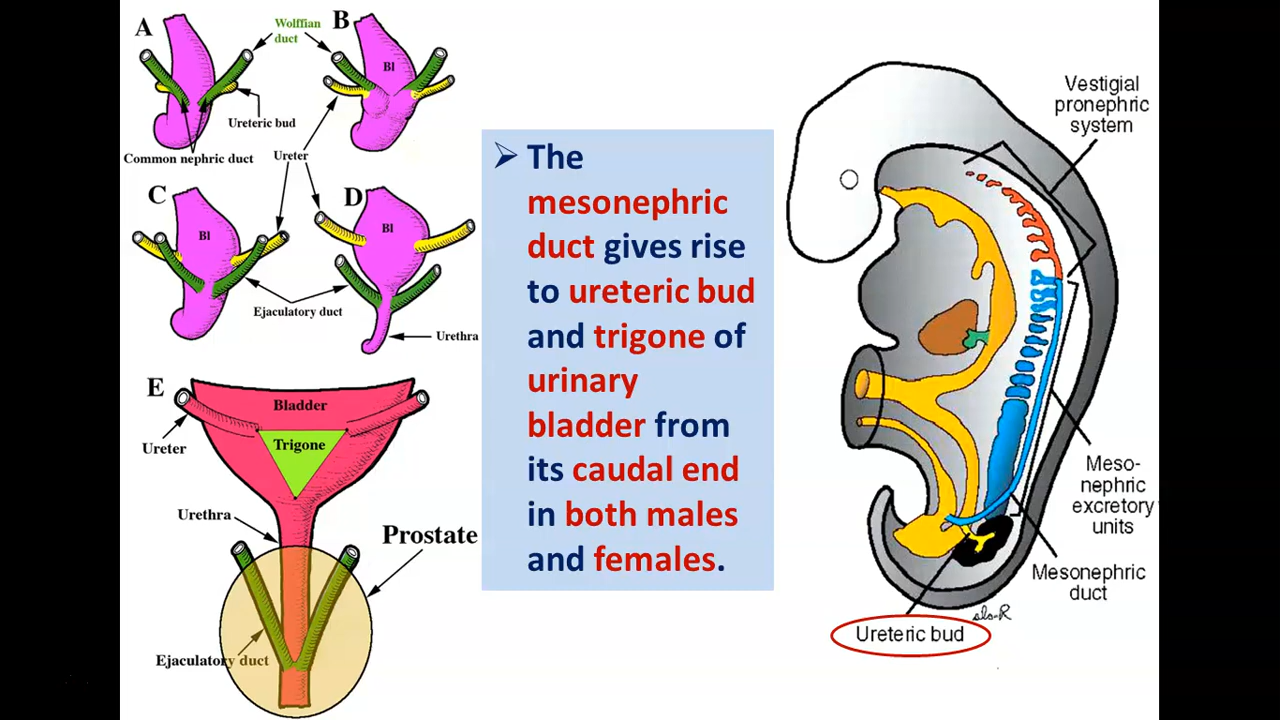 A
Wolffian
duct
B
Bl
Ureteric bud
Common nephric duct
Ureter
C
D
Bl
Bl
Ejaculatory duct
Urethra
E
Bladder
Ureter
Trigone
Urethra
Prostate
Ejaculatory duct
➢ The
mesonephric
duct gives rise
to ureteric bud
and trigone of
urinary
bladder from
its caudal end
in both males
and females.
Vestigial
pronephric
system
Meso-
nephric
excretory
units
Mesonephric
duct
Ureteric bud